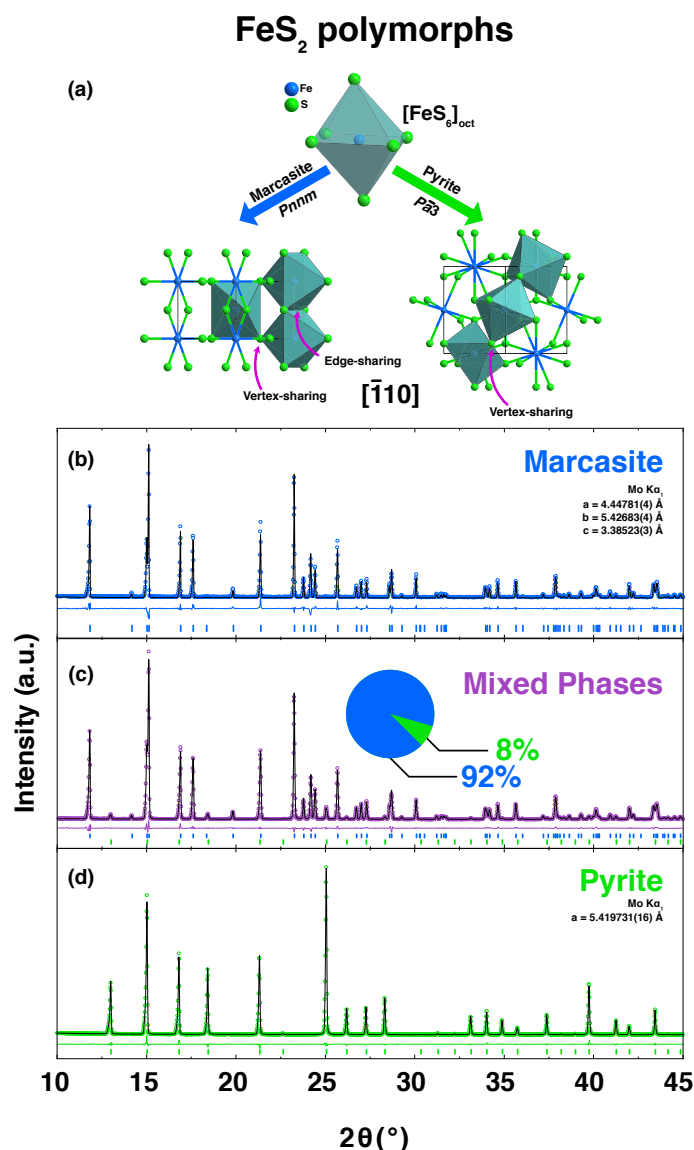 FeS₂ polymorphs
(a)
Fe
S
[FeS₆]oct
Marcasite
Pnnm
Pyrite
Pa̅3
Edge-sharing
Vertex-sharing
[1̅10]
Vertex-sharing
(b)
Marcasite
Mo Kα₁
a = 4.44781(4) Å
b = 5.42683(4) Å
c = 3.38523(3) Å
(c)
Mixed Phases
8%
92%
(d)
Pyrite
Mo Kα₁
a = 5.419731(16) Å
Intensity (a.u.)
10 15 20 25 30 35 40 45
2θ(°)